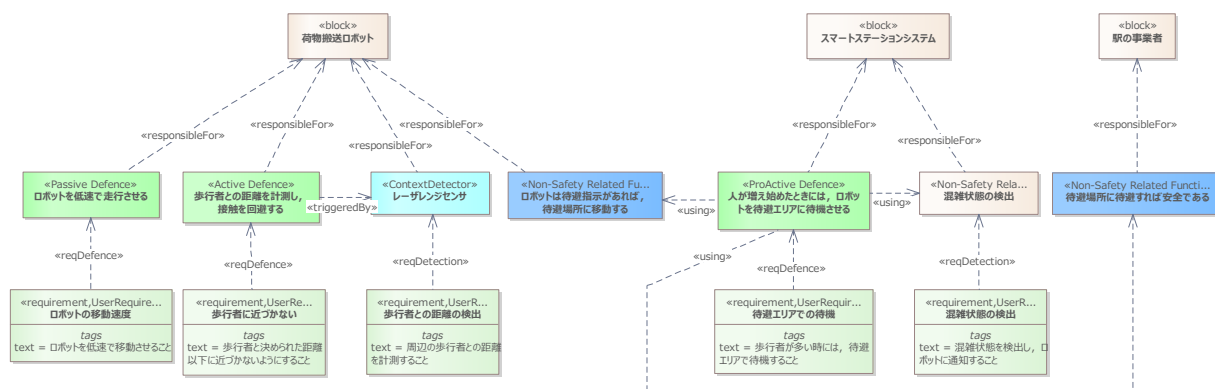 «block»
荷物搬送ロボット
«block»
スマートステーションシステム
«block»
駅の事業者
«responsibleFor»
«responsibleFor»
«responsibleFor»
«responsibleFor»
«responsibleFor»
«responsibleFor»
«responsibleFor»
«Passive Defence»
ロボットを低速で走行させる
«Active Defence»
歩行者との距離を計測し,
接触を回避する
«triggeredBy»
«ContextDetector»
レーザレンジセンサ
«Non-Safety Related Fu...
ロボットは待避指示があれば,
待避場所に移動する
«using»
«ProActive Defence»
人が増え始めたときには, ロボッ
トを待避エリアに待機させる
«using»
«Non-Safety Rela...
混雑状態の検出
«Non-Safety Related Functi...
待避場所に待避すれば安全である
«reqDefence»
«reqDefence»
«reqDetection»
«using»
«reqDefence»
«reqDetection»
«requirement,UserRequire...
ロボットの移動速度
tags
text = ロボットを低速で移動させること
«requirement,UserRe...
歩行者に近づかない
tags
text = 歩行者と決められた距離
以下に近づかないようにすること
«requirement,UserR...
歩行者との距離の検出
tags
text = 周辺の歩行者との距離
を計測すること
«requirement,UserRequir...
待避エリアでの待機
tags
text = 歩行者が多い時には, 待避
エリアで待機すること
«requirement,UserR...
混雑状態の検出
tags
text = 混雑状態を検出し, ロ
ボットに通知すること